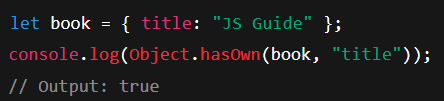 let book = { title: "JS Guide" };
console.log(Object.hasOwn(book, "title"));
// Output: true